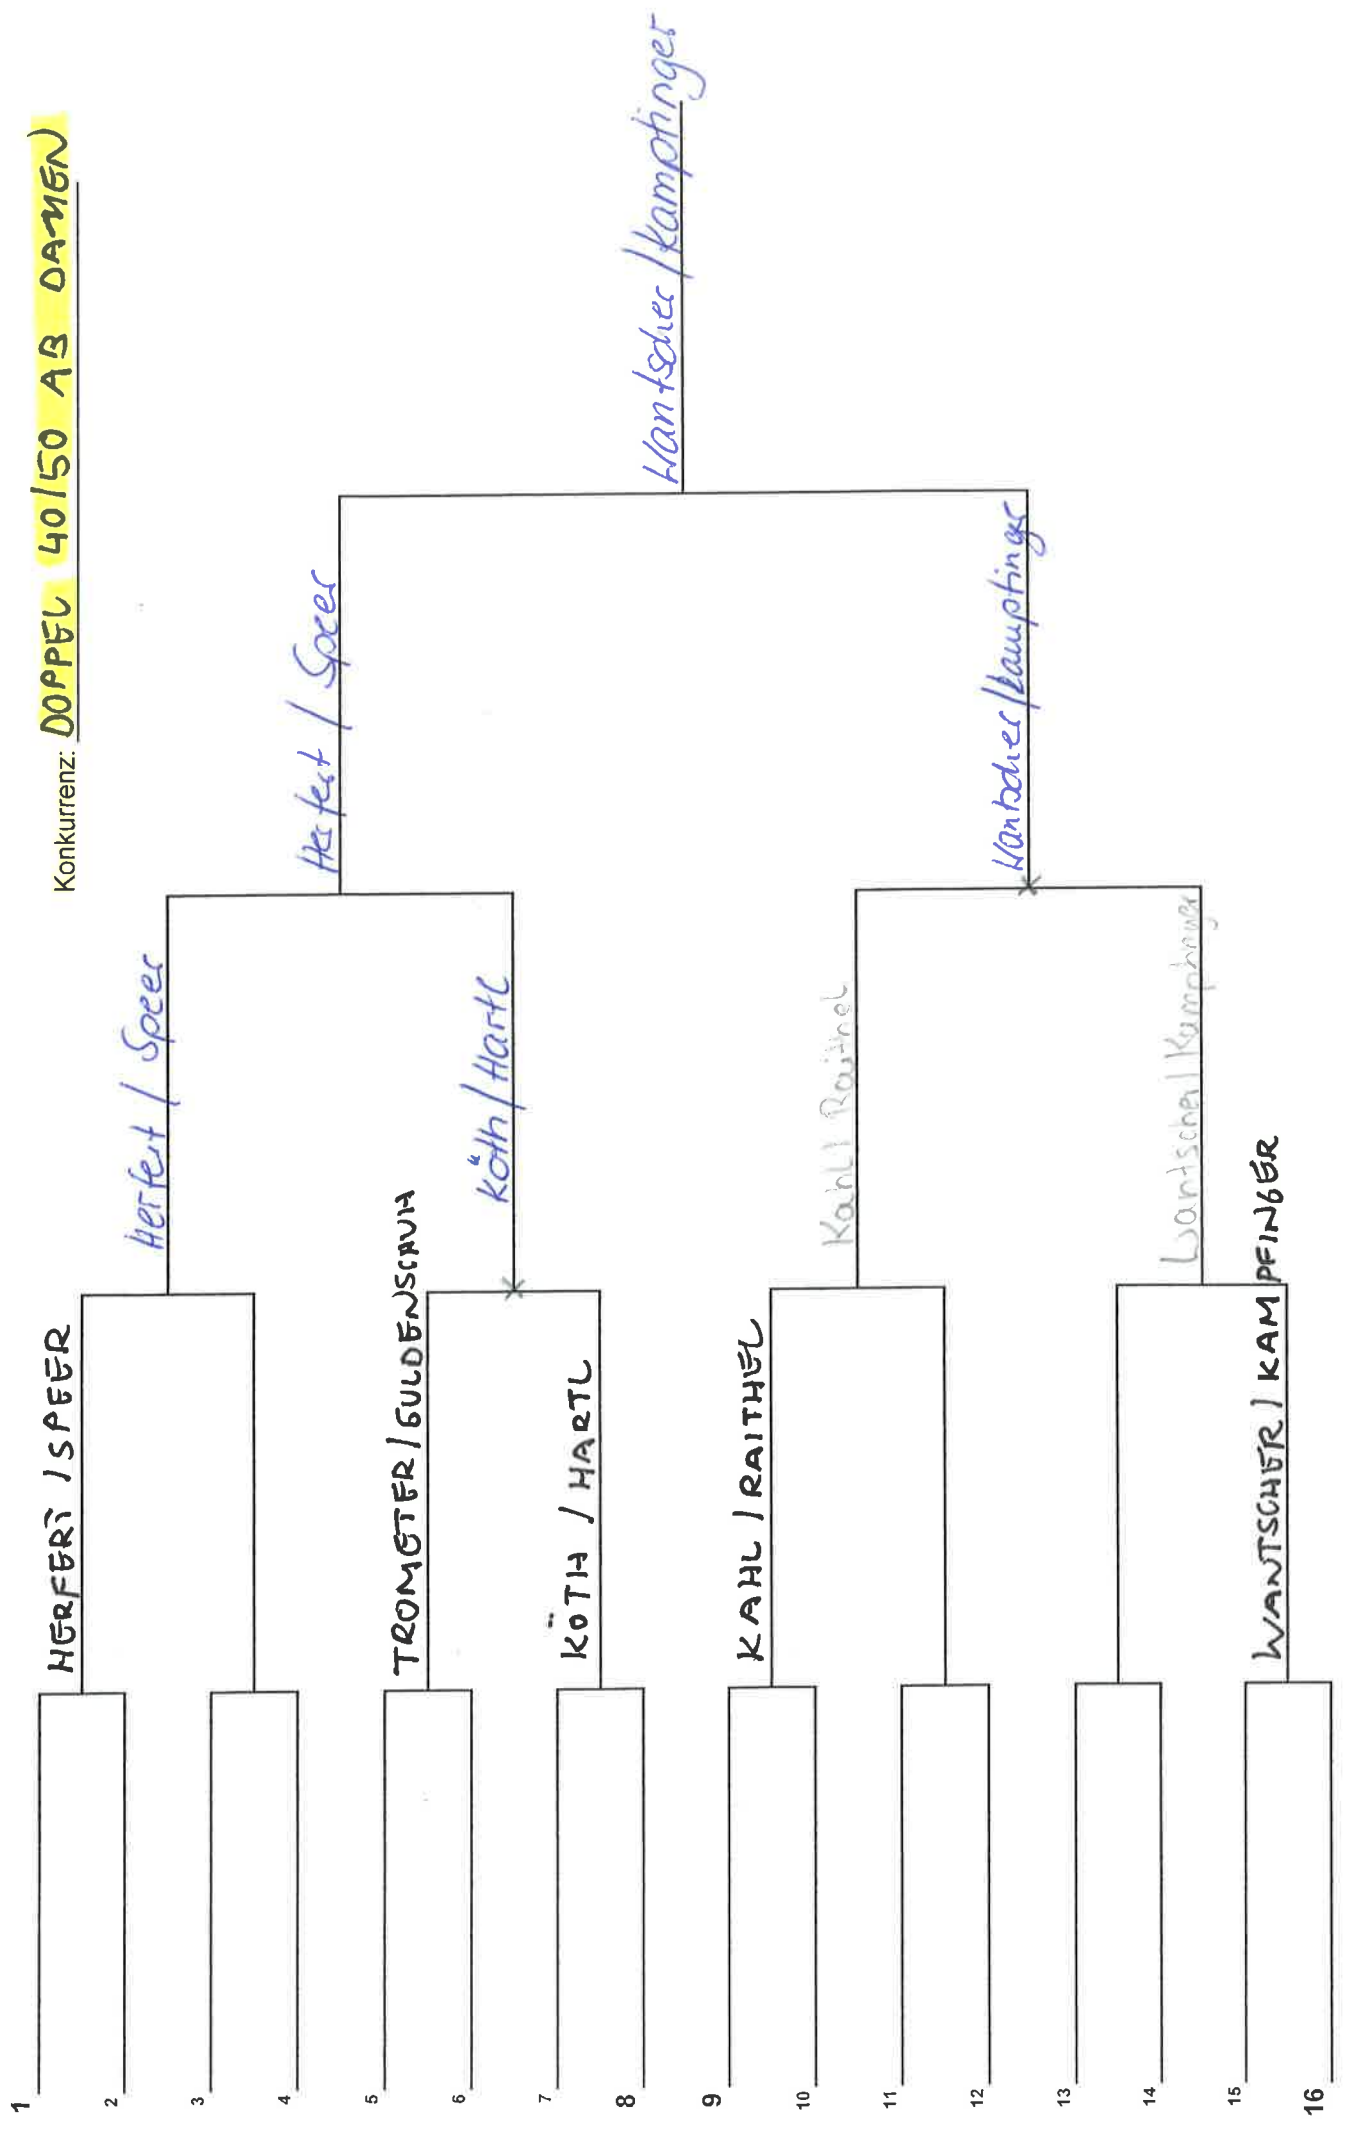 Konkurrenz: DOPPEL 40/50 AB DAMEN
1
2
3
4
5
6
7
8
9
10
11
12
13
14
15
16
HERFERT / SPEER
TROMETER / GULDENSCHUH
KÖTH / HARTL
KAHL / RAITHEL
WANTSCHER / KAMPFINGER
Herfert / Speer
Köth / Hartl
Kahl / Raithel
Wantscher / Kampfinger
Herfert / Speer
Wantscher / Kampfinger
Wantscher / Kampfinger